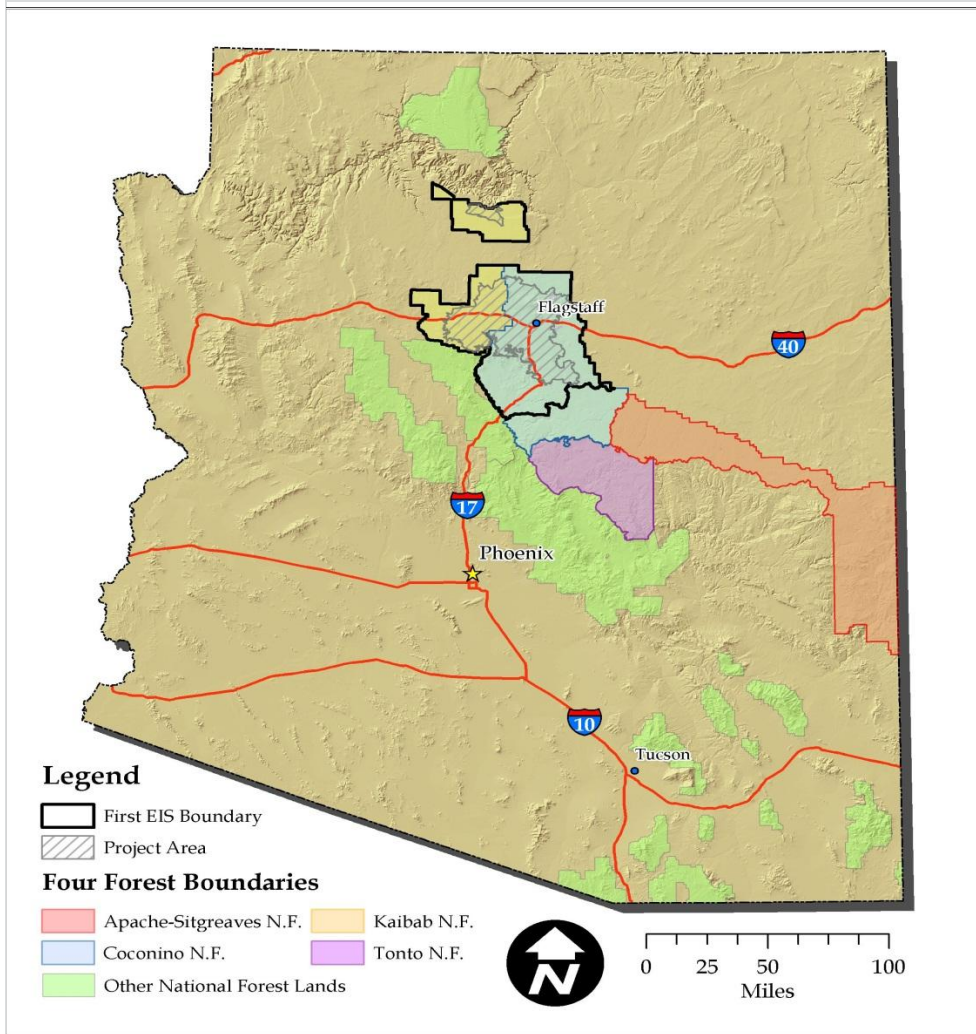 Flagstaff
40
17
Phoenix
10
Tucson
Legend
First EIS Boundary
Project Area
Four Forest Boundaries
Apache-Sitgreaves N.F.
Kaibab N.F.
Coconino N.F.
Tonto N.F.
Other National Forest Lands
N
0 25 50 100
Miles